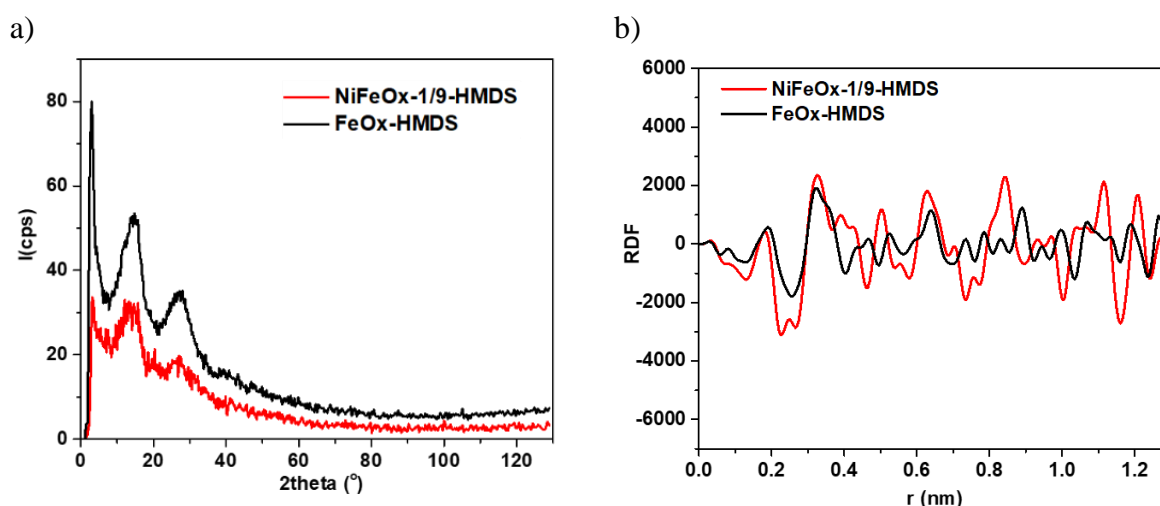 a)
NiFeOx-1/9-HMDS
FeOx-HMDS
80
60
40
20
0
I(cps)
0 20 40 60 80 100 120
2theta (°)
b)
6000
4000
2000
0
-2000
-4000
-6000
RDF
NiFeOx-1/9-HMDS
FeOx-HMDS
0.0 0.2 0.4 0.6 0.8 1.0 1.2
r (nm)